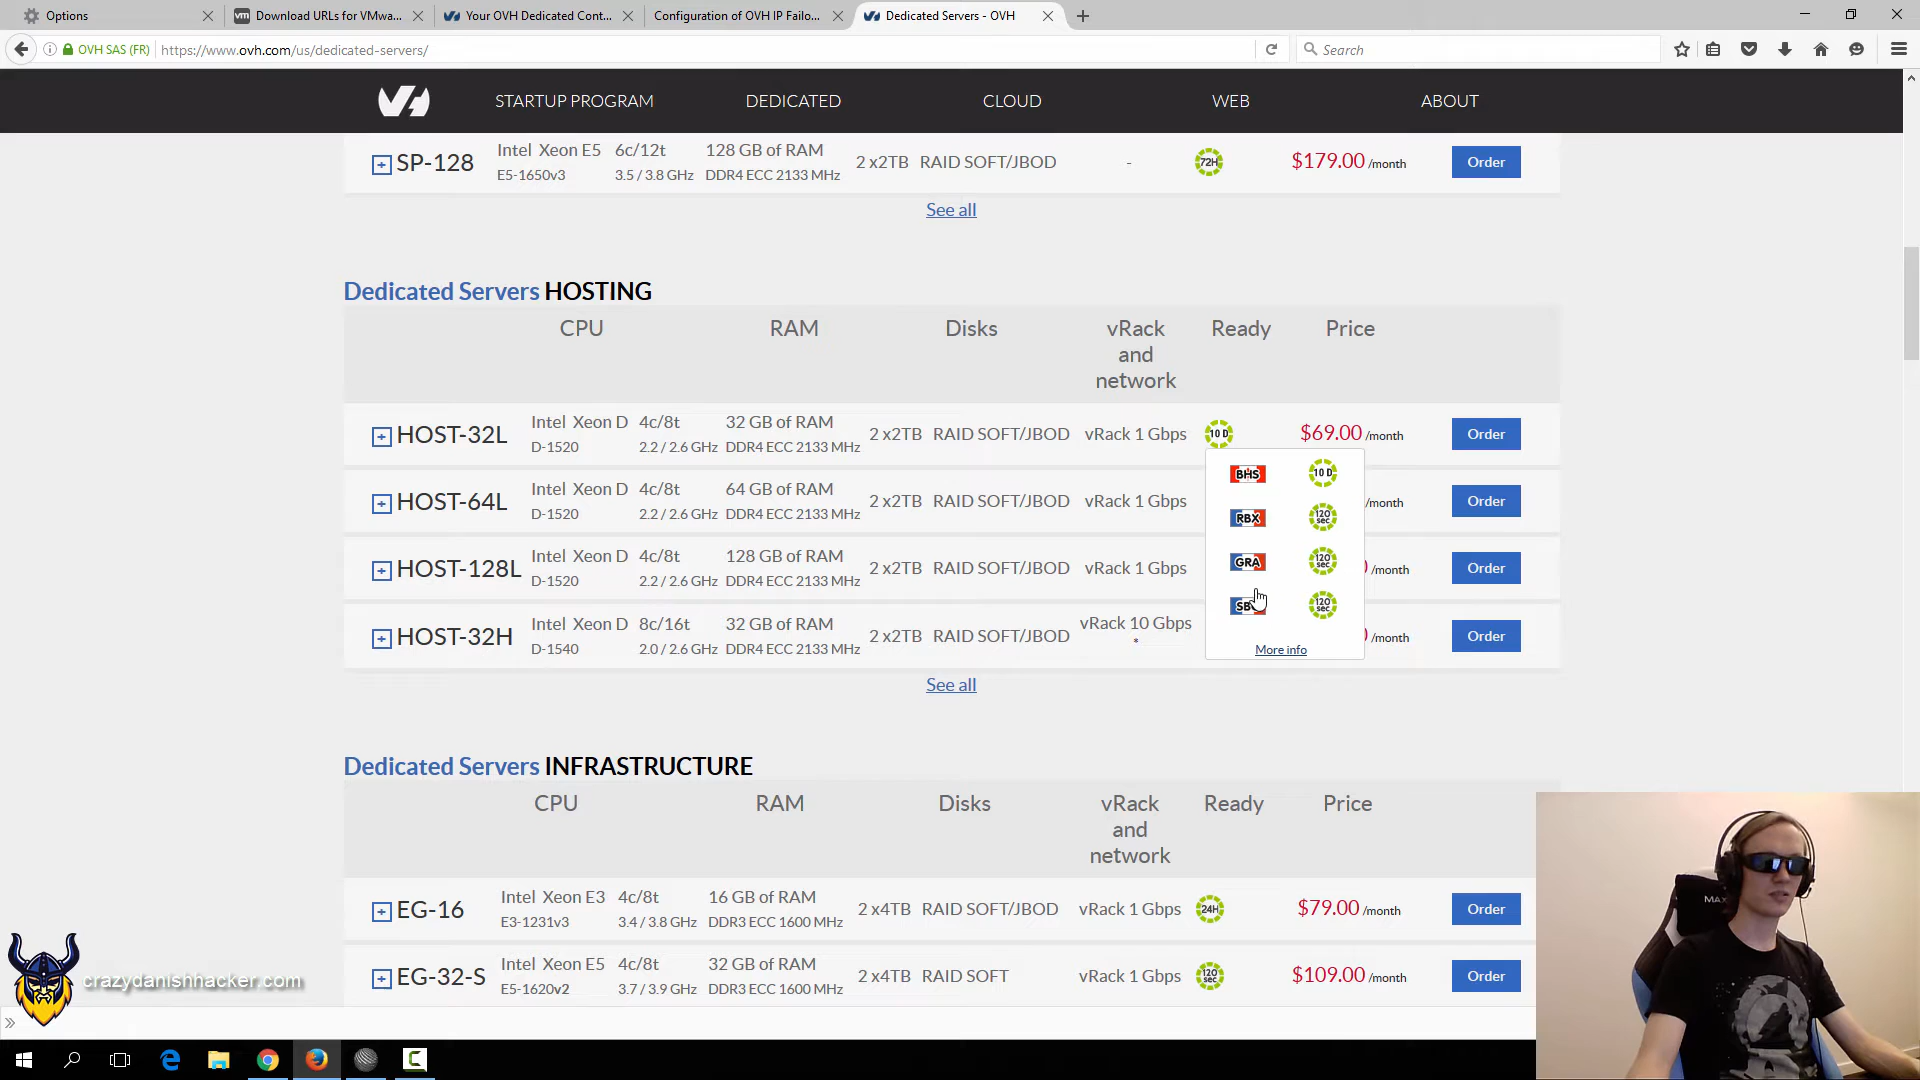 Options
Download URLs for VMwa...
Your OVH Dedicated Cont...
Configuration of OVH IP Failo...
Dedicated Servers - OVH
OVH SAS (FR)
https://www.ovh.com/us/dedicated-servers/
Search
STARTUP PROGRAM DEDICATED CLOUD WEB ABOUT
SP-128 Intel Xeon E5 6c/12t 128 GB of RAM 2 x2TB RAID SOFT/JBOD - 72H $179.00 /month Order
E5-1650v3 3.5 / 3.8 GHz DDR4 ECC 2133 MHz
See all
Dedicated Servers HOSTING
CPU RAM Disks vRack and network Ready Price
HOST-32L Intel Xeon D 4c/8t 32 GB of RAM 2 x2TB RAID SOFT/JBOD vRack 1 Gbps 10 D $69.00 /month Order
D-1520 2.2 / 2.6 GHz DDR4 ECC 2133 MHz
BHS 10 D
HOST-64L Intel Xeon D 4c/8t 64 GB of RAM 2 x2TB RAID SOFT/JBOD vRack 1 Gbps /month Order
D-1520 2.2 / 2.6 GHz DDR4 ECC 2133 MHz
RBX 120 sec
HOST-128L Intel Xeon D 4c/8t 128 GB of RAM 2 x2TB RAID SOFT/JBOD vRack 1 Gbps /month Order
D-1520 2.2 / 2.6 GHz DDR4 ECC 2133 MHz
GRA 120 sec
HOST-32H Intel Xeon D 8c/16t 32 GB of RAM 2 x2TB RAID SOFT/JBOD vRack 10 Gbps * /month Order
D-1540 2.0 / 2.6 GHz DDR4 ECC 2133 MHz
120 sec
More info
See all
Dedicated Servers INFRASTRUCTURE
CPU RAM Disks vRack and network Ready Price
EG-16 Intel Xeon E3 4c/8t 16 GB of RAM 2 x4TB RAID SOFT/JBOD vRack 1 Gbps 24H $79.00 /month Order
E3-1231v3 3.4 / 3.8 GHz DDR3 ECC 1600 MHz
EG-32-S Intel Xeon E5 4c/8t 32 GB of RAM 2 x4TB RAID SOFT vRack 1 Gbps 120 sec $109.00 /month Order
E5-1620v2 3.7 / 3.9 GHz DDR3 ECC 1600 MHz
crazydanishhacker.com